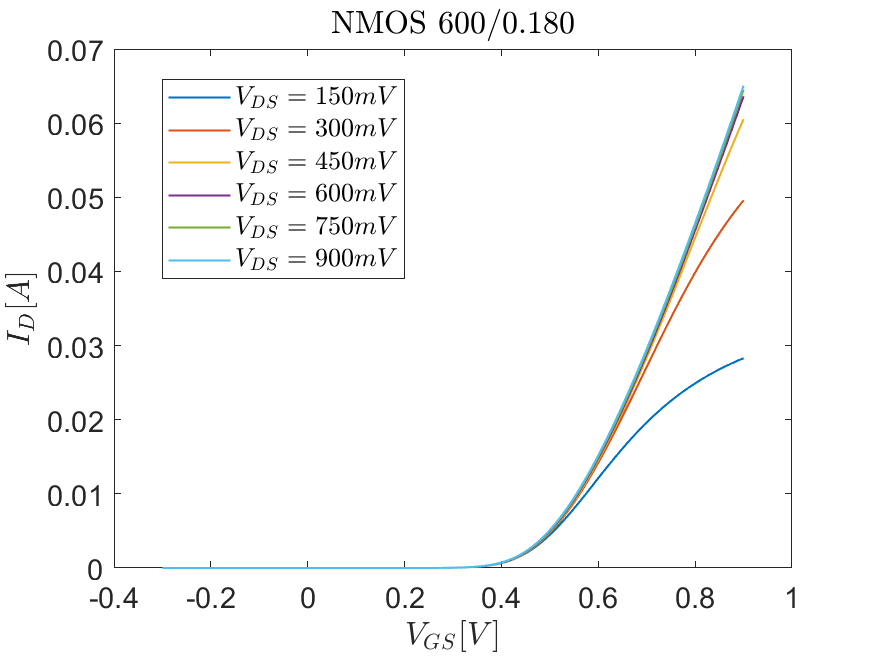 NMOS 600/0.180
0.07
0.06
0.05
0.04
0.03
0.02
0.01
0
V_DS = 150mV
V_DS = 300mV
V_DS = 450mV
V_DS = 600mV
V_DS = 750mV
V_DS = 900mV
I_D[A]
-0.4 -0.2 0 0.2 0.4 0.6 0.8 1
V_GS[V]